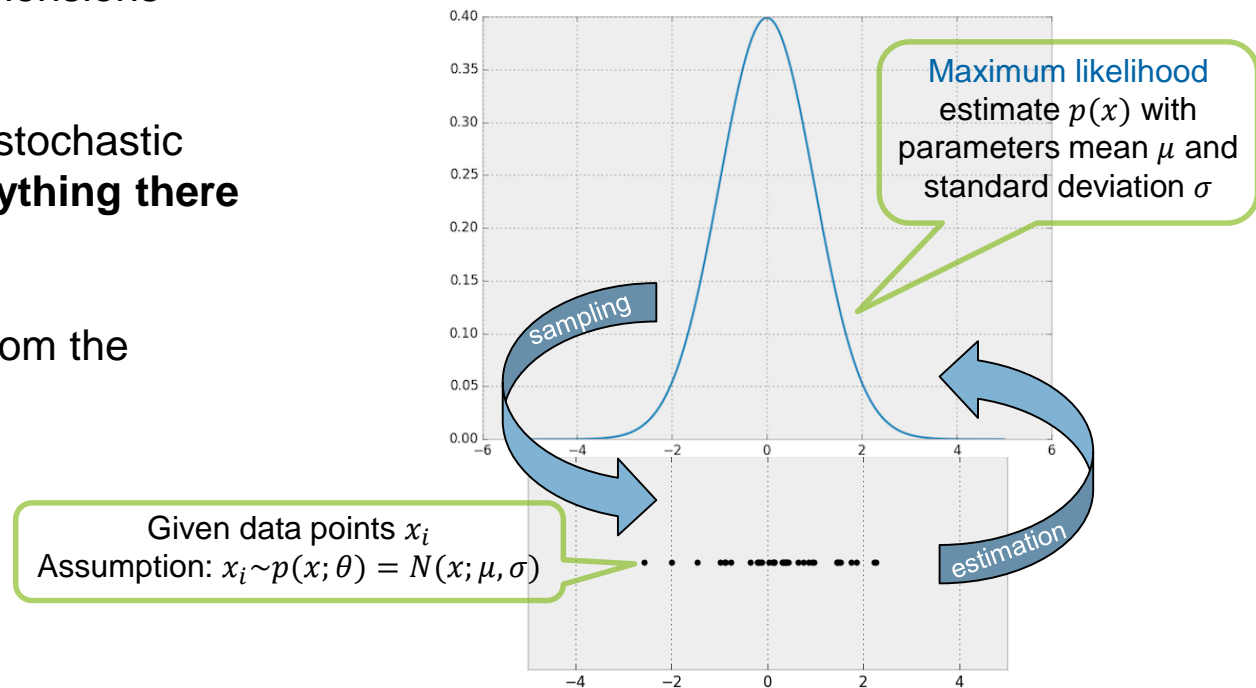 stochastic
ything there
om the
0.40
0.35
0.30
0.25
0.20
0.15
0.10
0.05
0.00
−6
−4
−2
0
2
4
6
Maximum likelihood
estimate p(x) with
parameters mean μ and
standard deviation σ
sampling
estimation
Given data points xᵢ
Assumption: xᵢ~p(x; θ) = N(x; μ, σ)
−4
−2
0
2
4